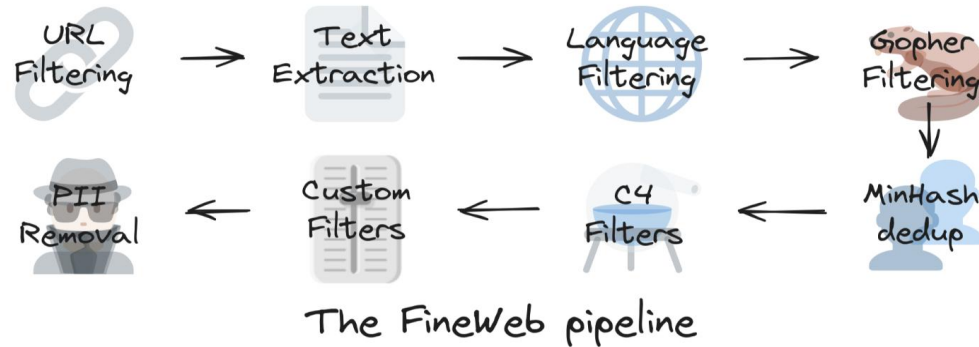 URL
Filtering
Text
Extraction
Language
Filtering
Gopher
Filtering
MinHash
dedup
C4
Filters
Custom
Filters
PII
Removal
The FineWeb pipeline